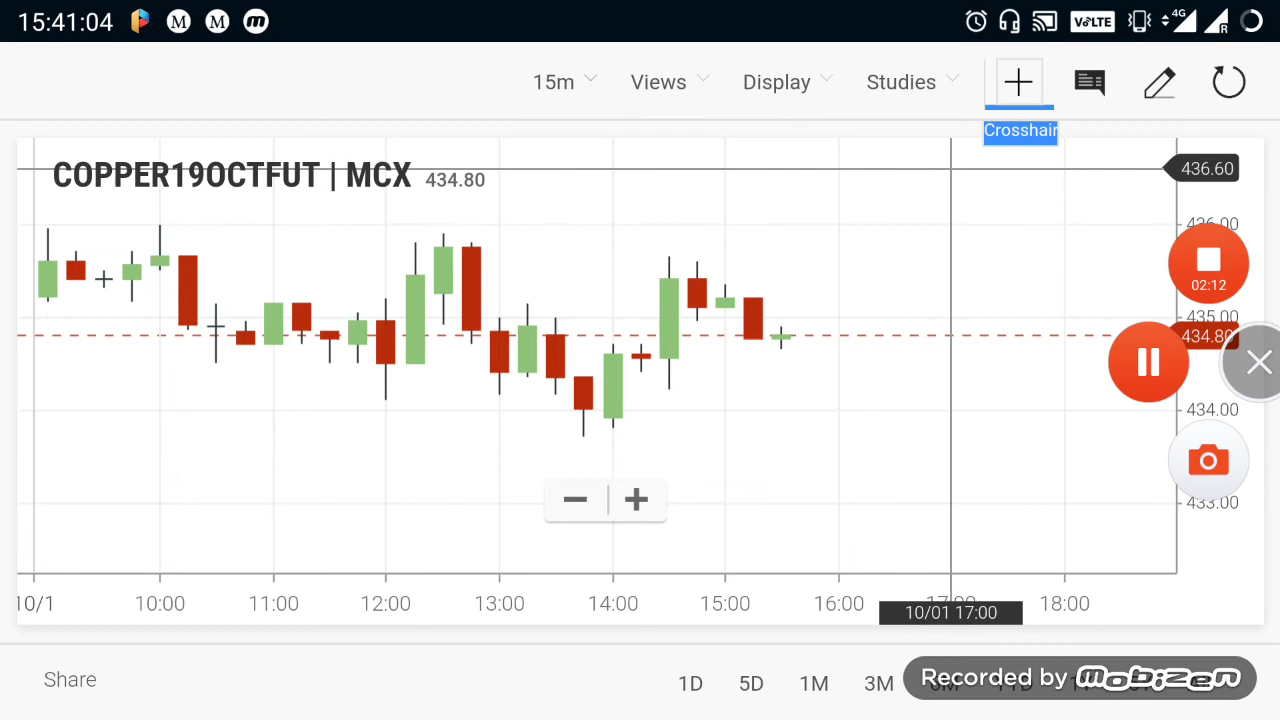 15:41:04 M M m VoLTE 4G R
15m Views Display Studies
Crosshair
COPPER19OCTFUT | MCX 434.80
436.60
436.00
02:12
435.00
434.80
434.00
433.00
10/1 10:00 11:00 12:00 13:00 14:00 15:00 16:00 17:00 18:00
10/01 17:00
Share 1D 5D 1M 3M
Recorded by mobizen